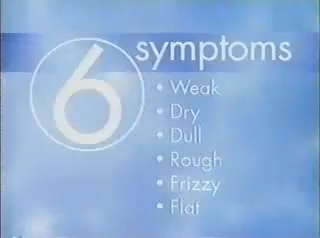 6 symptoms
• Weak
• Dry
• Dull
• Rough
• Frizzy
• Flat